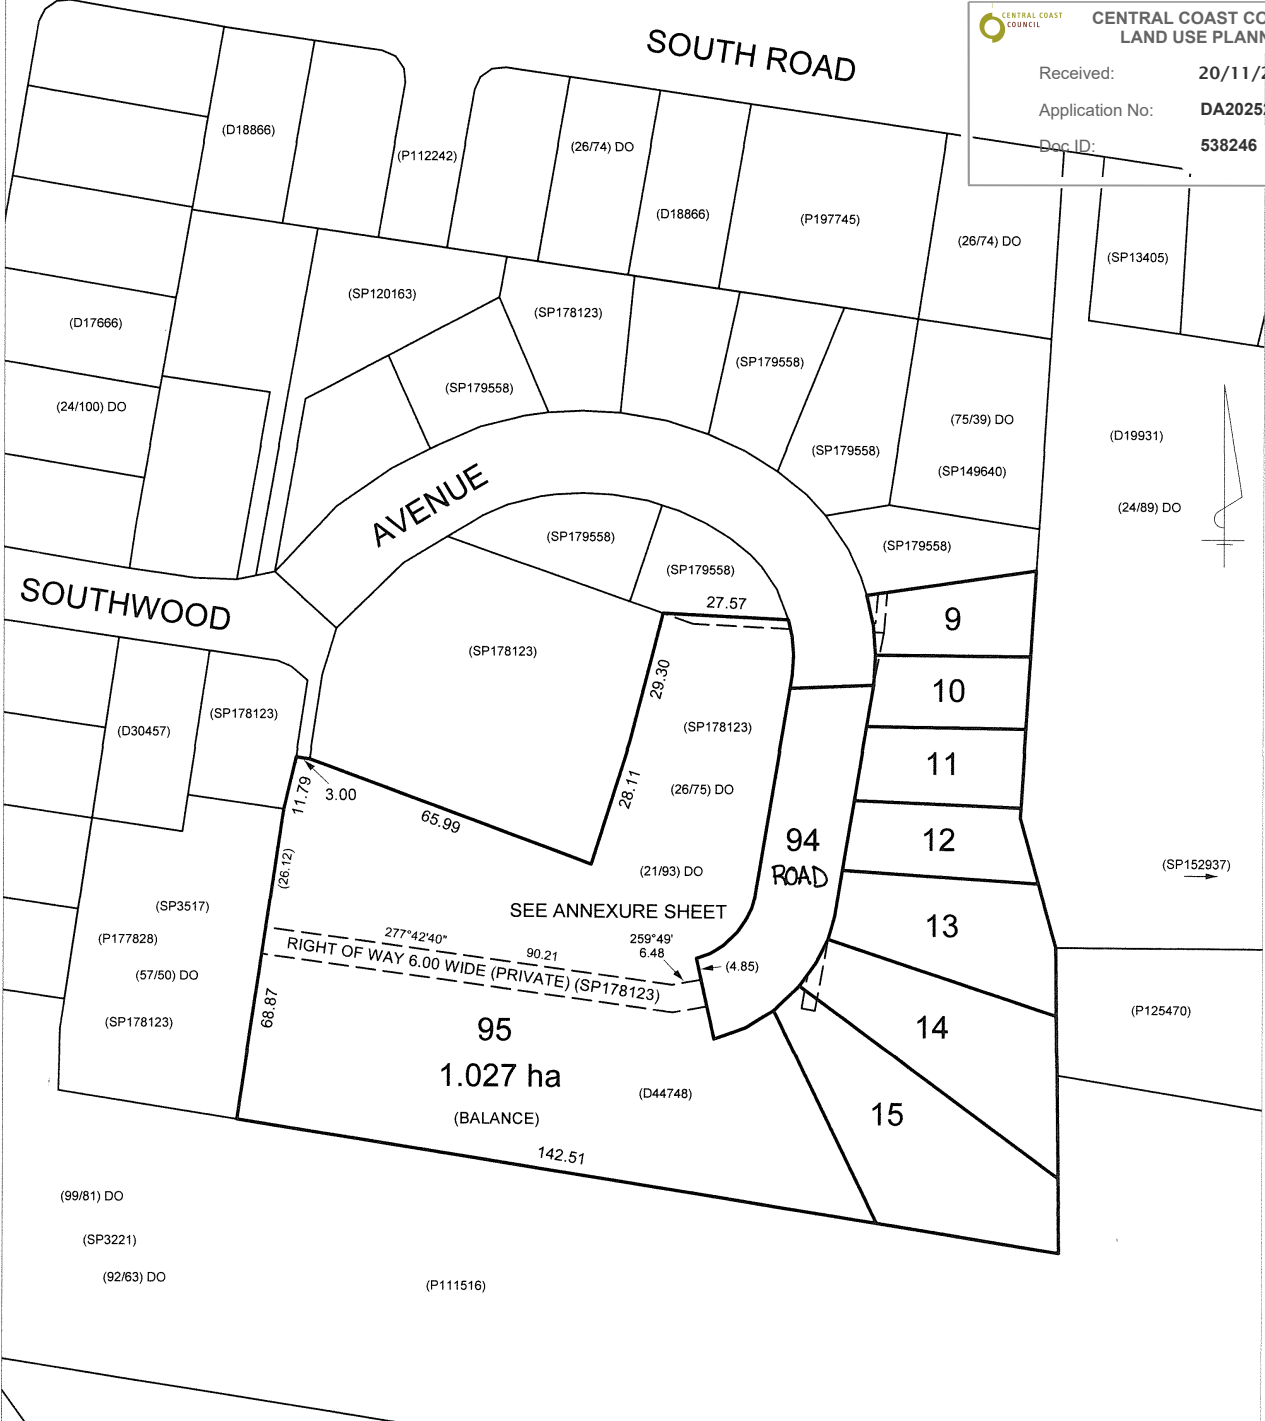 CENTRAL COAST
COUNCIL
CENTRAL COAST CO
LAND USE PLANN
Received: 20/11/2
Application No: DA2025
Doc ID: 538246
SOUTH ROAD
(D18866)
(P112242)
(26/74) DO
(D18866)
(P197745)
(26/74) DO
(SP13405)
(SP120163)
(SP178123)
(D17666)
(SP179558)
(SP179558)
(24/100) DO
(75/39) DO
(D19931)
(SP179558)
(SP149640)
AVENUE
(24/89) DO
(SP179558)
(SP179558)
(SP179558)
SOUTHWOOD
27.57
9
(SP178123)
29.30
10
(SP178123)
(D30457)
(SP178123)
11
28.11
(26/75) DO
11.79
3.00
65.99
94
ROAD
12
(26.12)
(21/93) DO
(SP152937)
(SP3517)
SEE ANNEXURE SHEET
13
(P177828)
277°42'40"
90.21
259°49'
6.48
(4.85)
RIGHT OF WAY 6.00 WIDE (PRIVATE) (SP178123)
(57/50) DO
68.87
(SP178123)
95
14
(P125470)
1.027 ha
(D44748)
15
(BALANCE)
142.51
(99/81) DO
(SP3221)
(92/63) DO
(P111516)